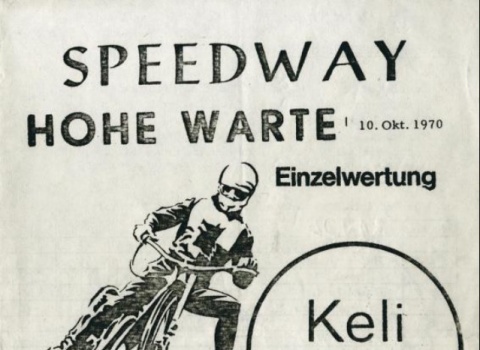 SPEEDWAY
HOHE WARTE 10. Okt. 1970
Einzelwertung
Keli